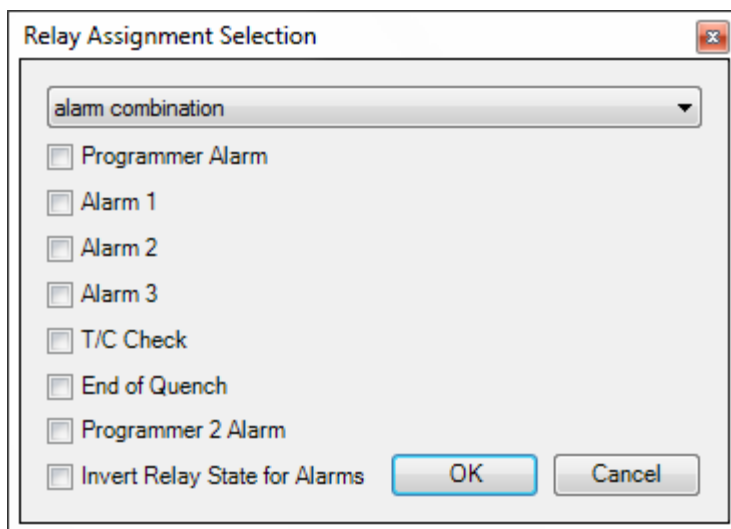 Relay Assignment Selection
alarm combination
Programmer Alarm
Alarm 1
Alarm 2
Alarm 3
T/C Check
End of Quench
Programmer 2 Alarm
Invert Relay State for Alarms OK Cancel